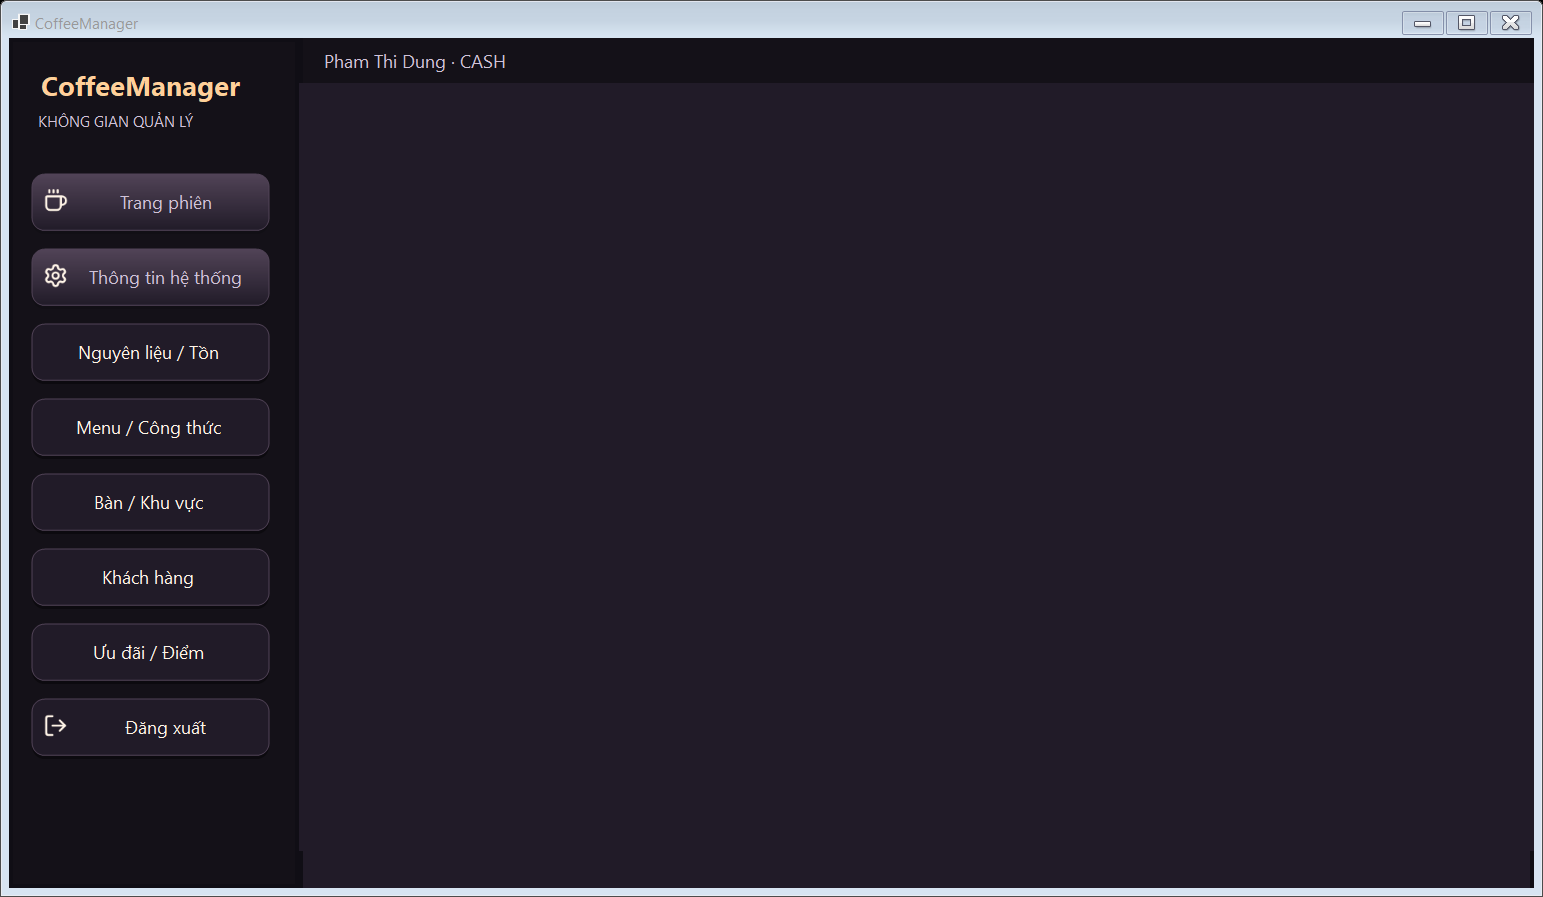 CoffeeManager
Pham Thi Dung · CASH
CoffeeManager
KHÔNG GIAN QUẢN LÝ
Trang phiên
Thông tin hệ thống
Nguyên liệu / Tồn
Menu / Công thức
Bàn / Khu vực
Khách hàng
Ưu đãi / Điểm
Đăng xuất